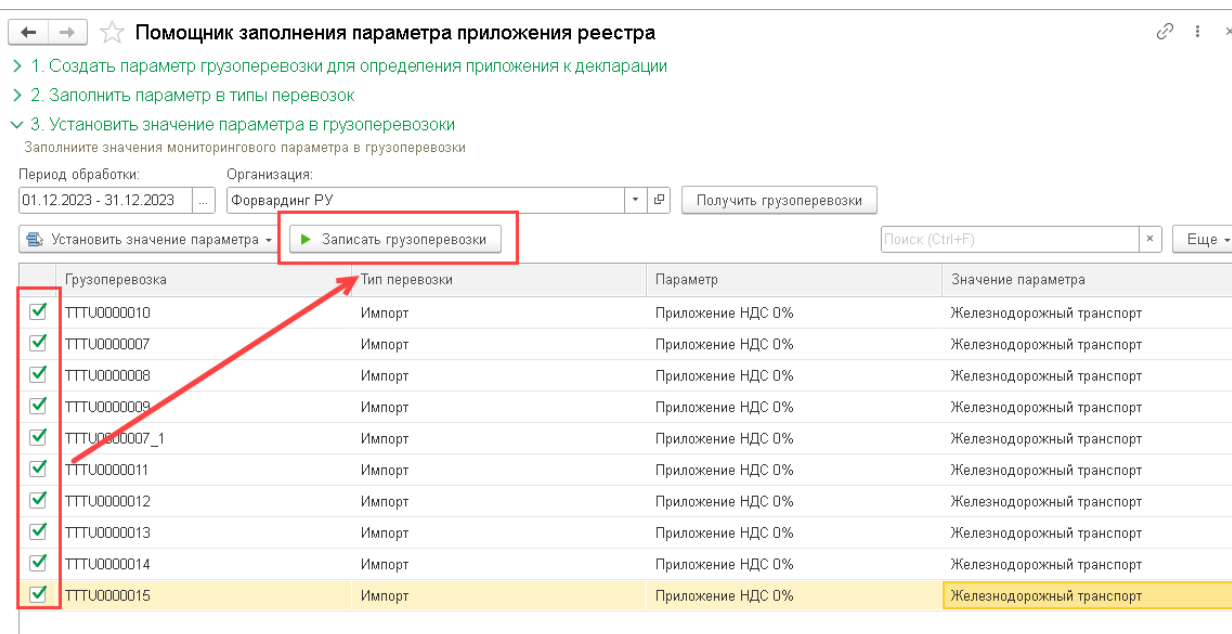 Помощник заполнения параметра приложения реестра
1. Создать параметр грузоперевозки для определения приложения к декларации
2. Заполнить параметр в типы перевозок
3. Установить значение параметра в грузоперевозоки
Заполниите значения мониторингового параметра в грузоперевозки
Период обработки: Организация:
01.12.2023 - 31.12.2023 ... Форвардинг РУ Получить грузоперевозки
Установить значение параметра Записать грузоперевозки Поиск (Ctrl+F) × Еще
Грузоперевозка Тип перевозки Параметр Значение параметра
TTTU0000010 Импорт Приложение НДС 0% Железнодорожный транспорт
TTTU0000007 Импорт Приложение НДС 0% Железнодорожный транспорт
TTTU0000008 Импорт Приложение НДС 0% Железнодорожный транспорт
TTTU0000009 Импорт Приложение НДС 0% Железнодорожный транспорт
TTTU0000007_1 Импорт Приложение НДС 0% Железнодорожный транспорт
TTTU0000011 Импорт Приложение НДС 0% Железнодорожный транспорт
TTTU0000012 Импорт Приложение НДС 0% Железнодорожный транспорт
TTTU0000013 Импорт Приложение НДС 0% Железнодорожный транспорт
TTTU0000014 Импорт Приложение НДС 0% Железнодорожный транспорт
TTTU0000015 Импорт Приложение НДС 0% Железнодорожный транспорт